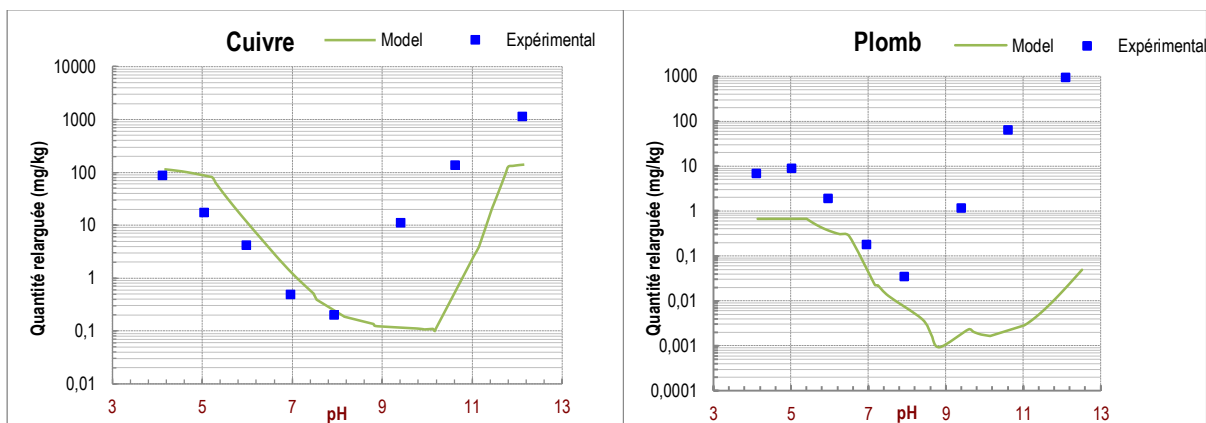 Cuivre
Model
Expérimental
10000
1000
100
10
1
0,1
0,01
Quantité relarguée (mg/kg)
3 5 7 9 11 13
pH
Plomb
Model
Expérimental
1000
100
10
1
0,1
0,01
0,001
0,0001
Quantité relarguée (mg/kg)
3 5 7 9 11 13
pH